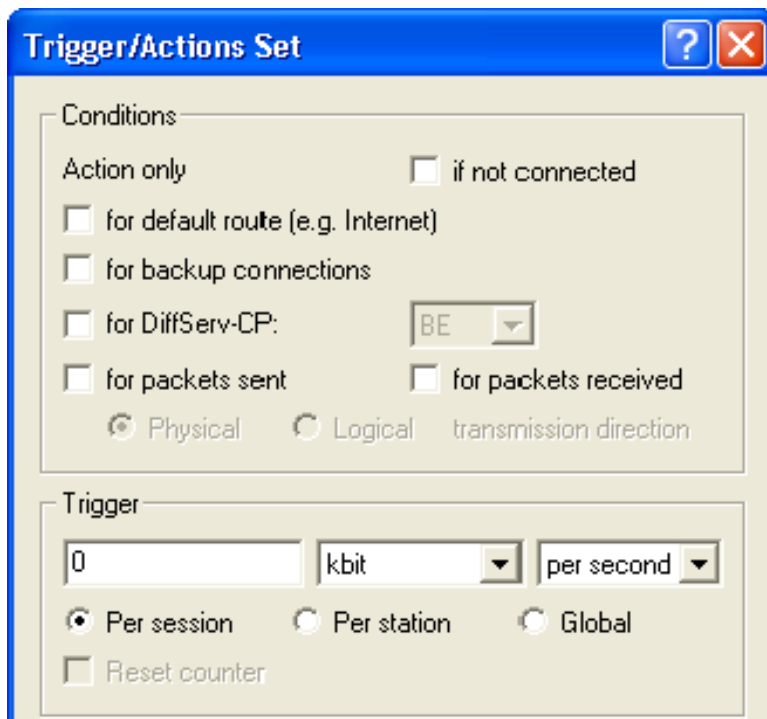 Trigger/Actions Set ?
Conditions
Action only if not connected
for default route (e.g. Internet)
for backup connections
for DiffServ-CP: BE
for packets sent for packets received
Physical Logical transmission direction
Trigger
0 kbit per second
Per session Per station Global
Reset counter